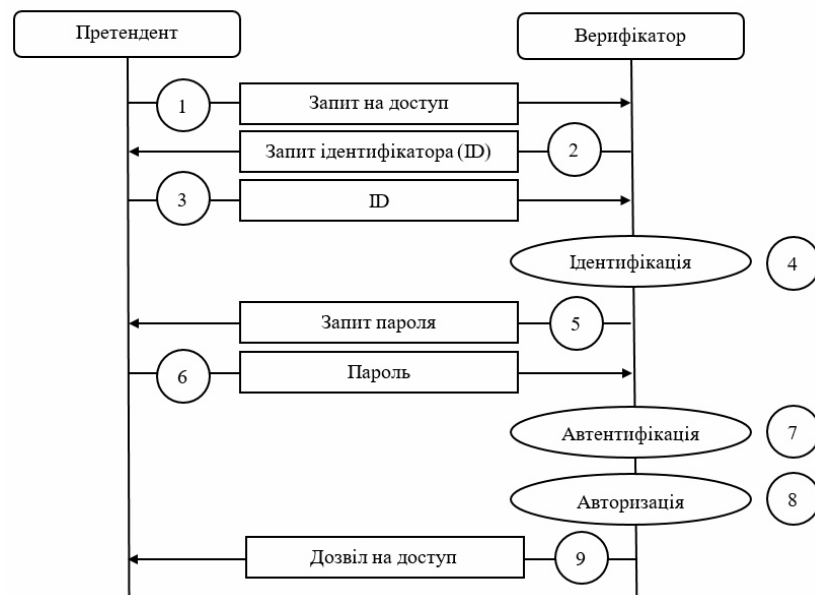 Претендент
Верифікатор
1
Запит на доступ
Запит ідентифікатора (ID)
2
3
ID
Ідентифікація
4
Запит пароля
5
6
Пароль
Автентифікація
7
Авторизація
8
Дозвіл на доступ
9